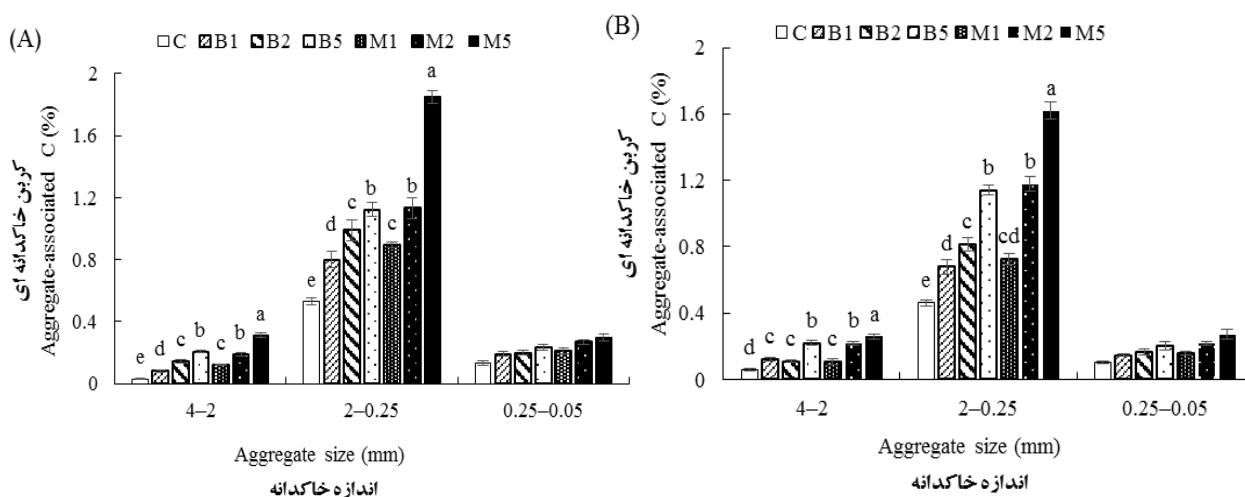 (A)
C B1 B2 B5 M1 M2 M5
2
1.6
1.2
0.8
0.4
0
کربن خاکدانه ای
Aggregate-associated C (%)
e d c b c b a
e d c b c b a
4–2 2–0.25 0.25–0.05
Aggregate size (mm)
اندازه خاکدانه
(B)
C B1 B2 B5 M1 M2 M5
2
1.6
1.2
0.8
0.4
0
کربن خاکدانه ای
Aggregate-associated C (%)
e c c b c b a
e d c b cd b a
4–2 2–0.25 0.25–0.05
Aggregate size (mm)
اندازه خاکدانه